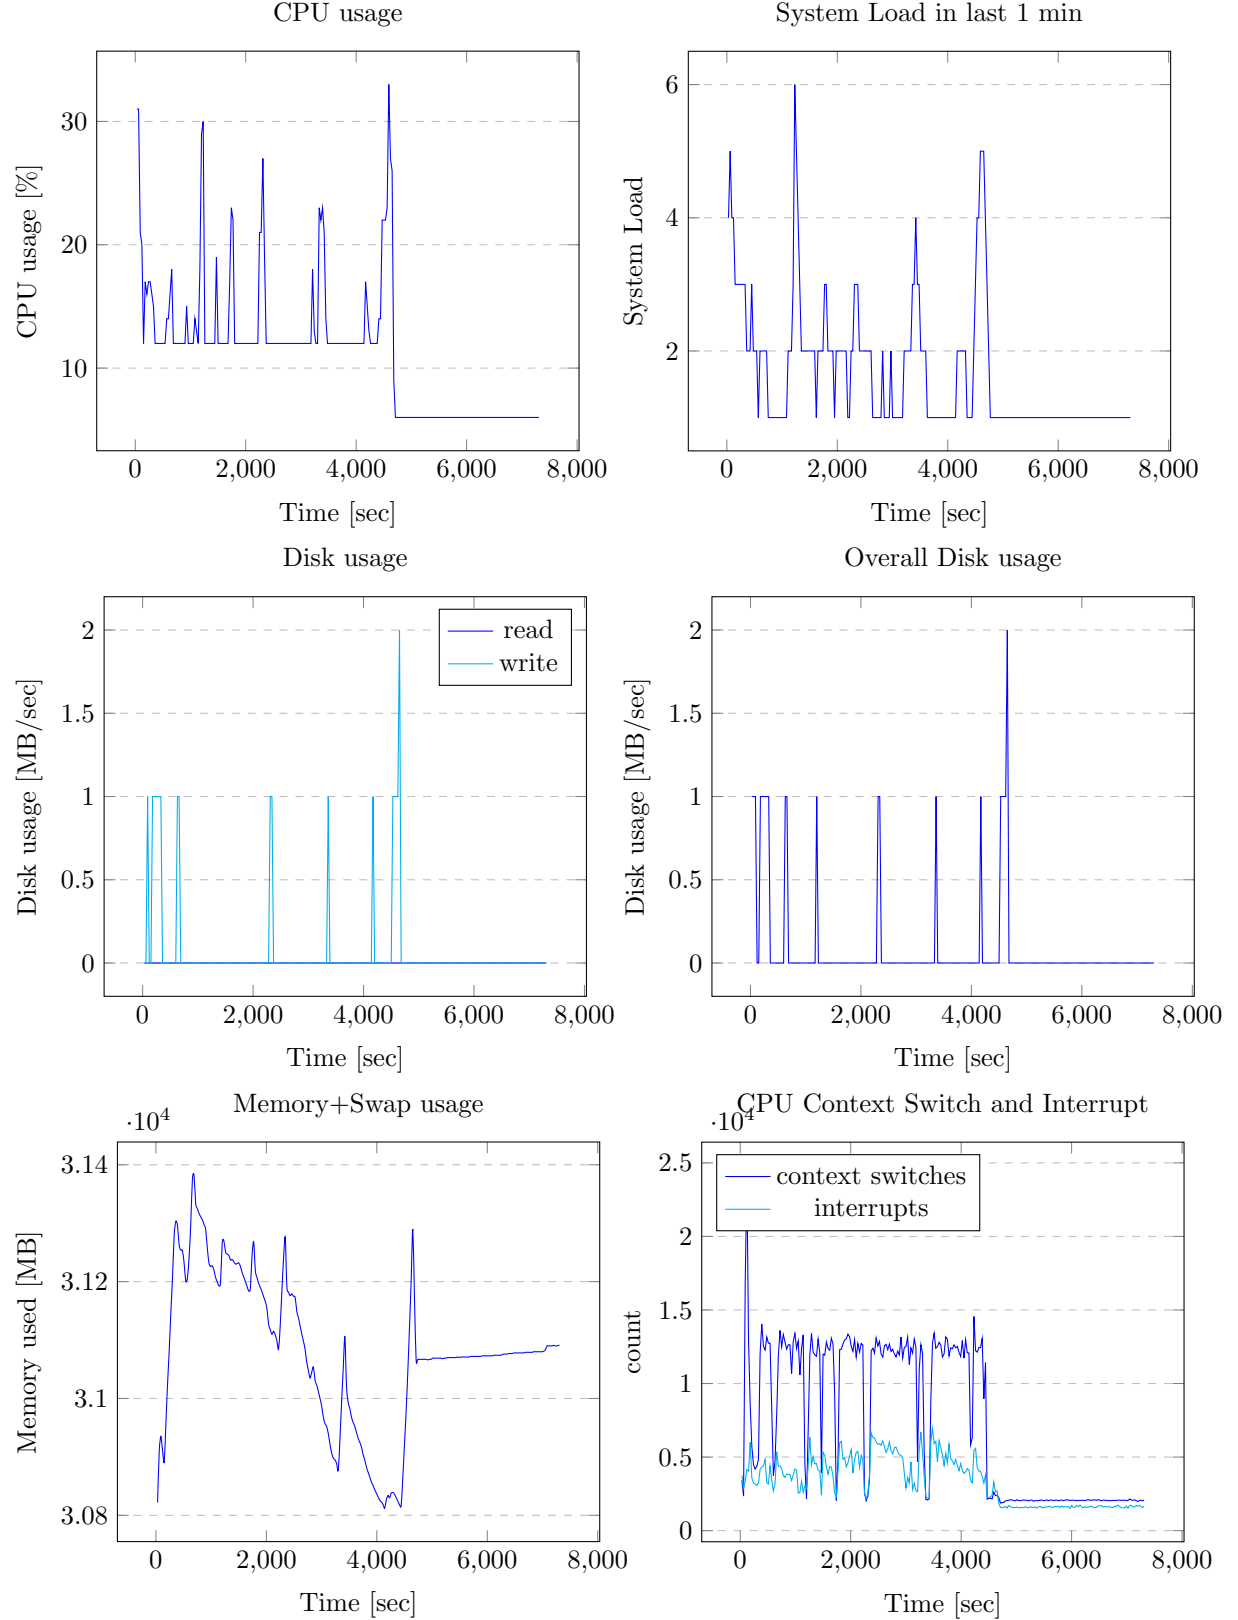 CPU usage
30
20
10
CPU usage [%]
0 2,000 4,000 6,000 8,000
Time [sec]
System Load in last 1 min
6
4
2
System Load
0 2,000 4,000 6,000 8,000
Time [sec]
Disk usage
read
write
2
1.5
1
0.5
0
Disk usage [MB/sec]
0 2,000 4,000 6,000 8,000
Time [sec]
Overall Disk usage
2
1.5
1
0.5
0
Disk usage [MB/sec]
0 2,000 4,000 6,000 8,000
Time [sec]
Memory+Swap usage
·10^4
3.14
3.12
3.1
3.08
Memory used [MB]
0 2,000 4,000 6,000 8,000
Time [sec]
CPU Context Switch and Interrupt
·10^4
context switches
interrupts
2.5
2
1.5
1
0.5
0
count
0 2,000 4,000 6,000 8,000
Time [sec]